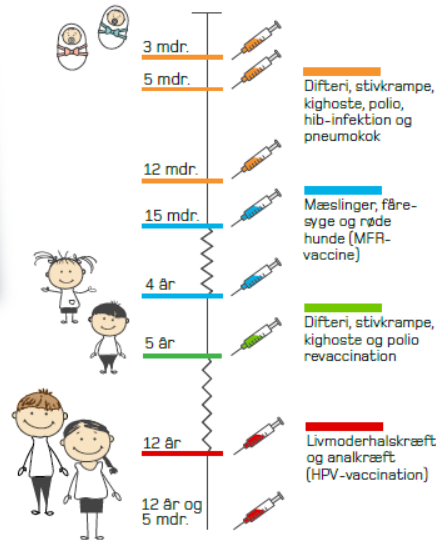 3 mdr.
5 mdr.
12 mdr.
15 mdr.
4 år
5 år
12 år
12 år og
5 mdr.
Difteri, stivkrampe,
kighoste, polio,
hib-infektion og
pneumokok
Mæslinger, fåre-
syge og røde
hunde (MFR-
vaccine)
Difteri, stivkrampe,
kighoste og polio
revaccination
Livmoderhalskræft
og analkræft
(HPV-vaccination)